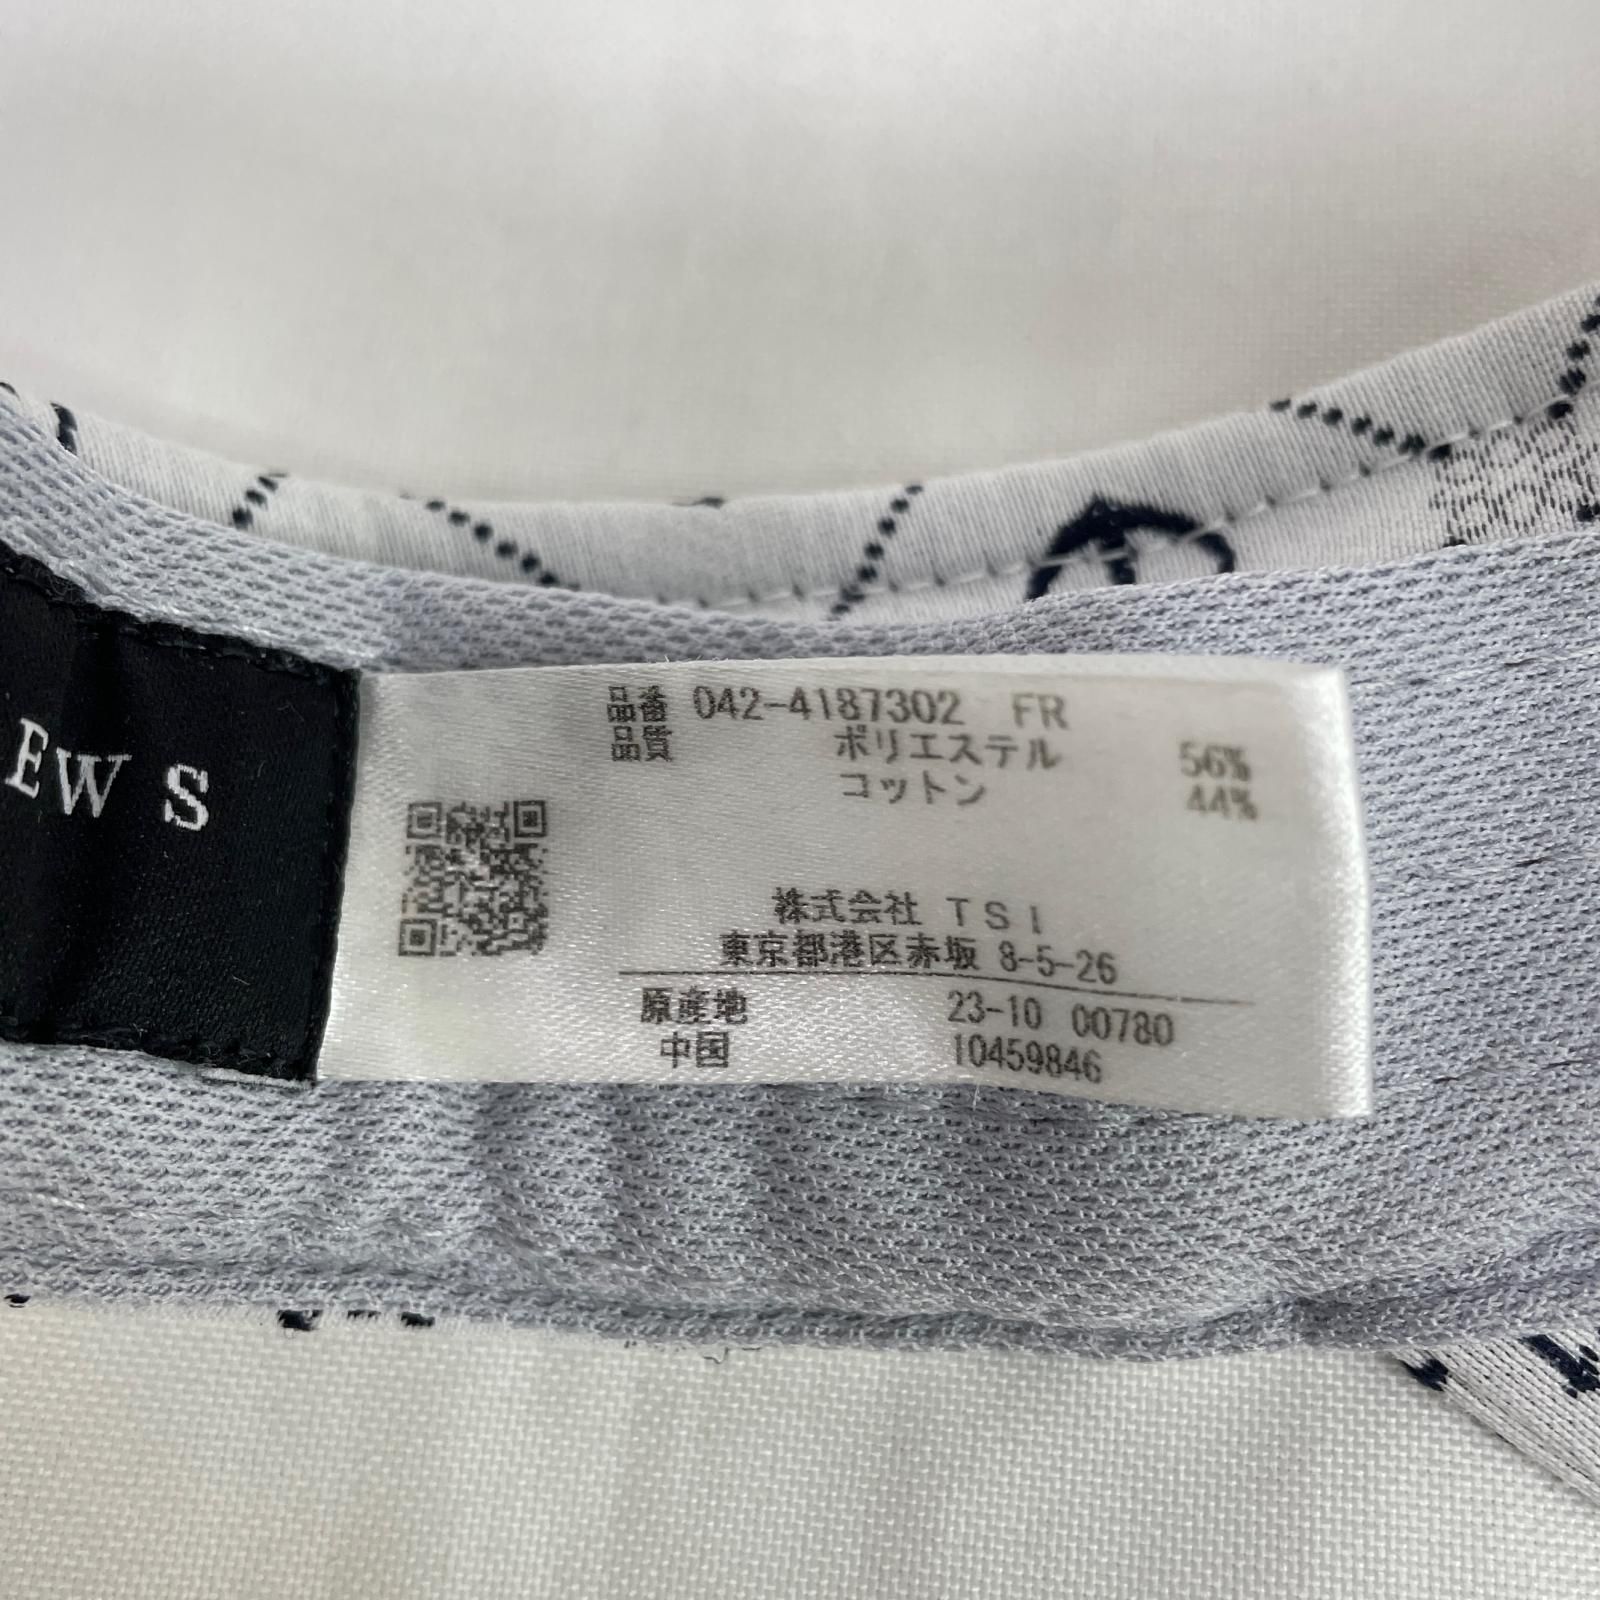 EW S
品番 042-4187302 FR
品質 ポリエステル 56%
コットン 44%
株式会社 TSI
東京都港区赤坂 8-5-26
原産地 23-10 00780
中国 10459846